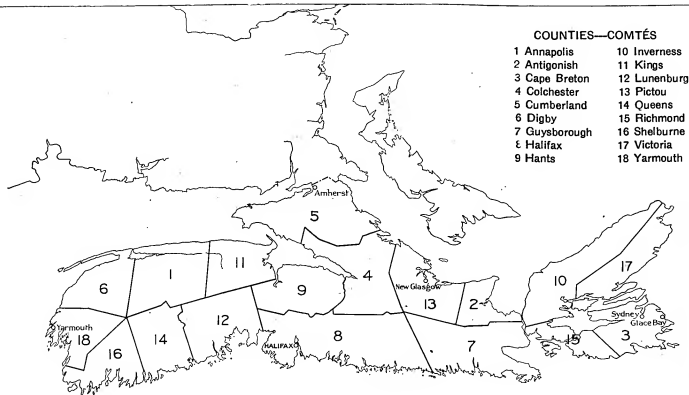 COUNTIES—COMTÉS
1 Annapolis
2 Antigonish
3 Cape Breton
4 Colchester
5 Cumberland
6 Digby
7 Guysborough
8 Halifax
9 Hants
10 Inverness
11 Kings
12 Lunenburg
13 Pictou
14 Queens
15 Richmond
16 Shelburne
17 Victoria
18 Yarmouth
Amherst
5
11
4
10
17
6
1
9
New Glasgow
13
2
Sydney
Glace Bay
Yarmouth
18
16
14
12
HALIFAX
8
7
15
3